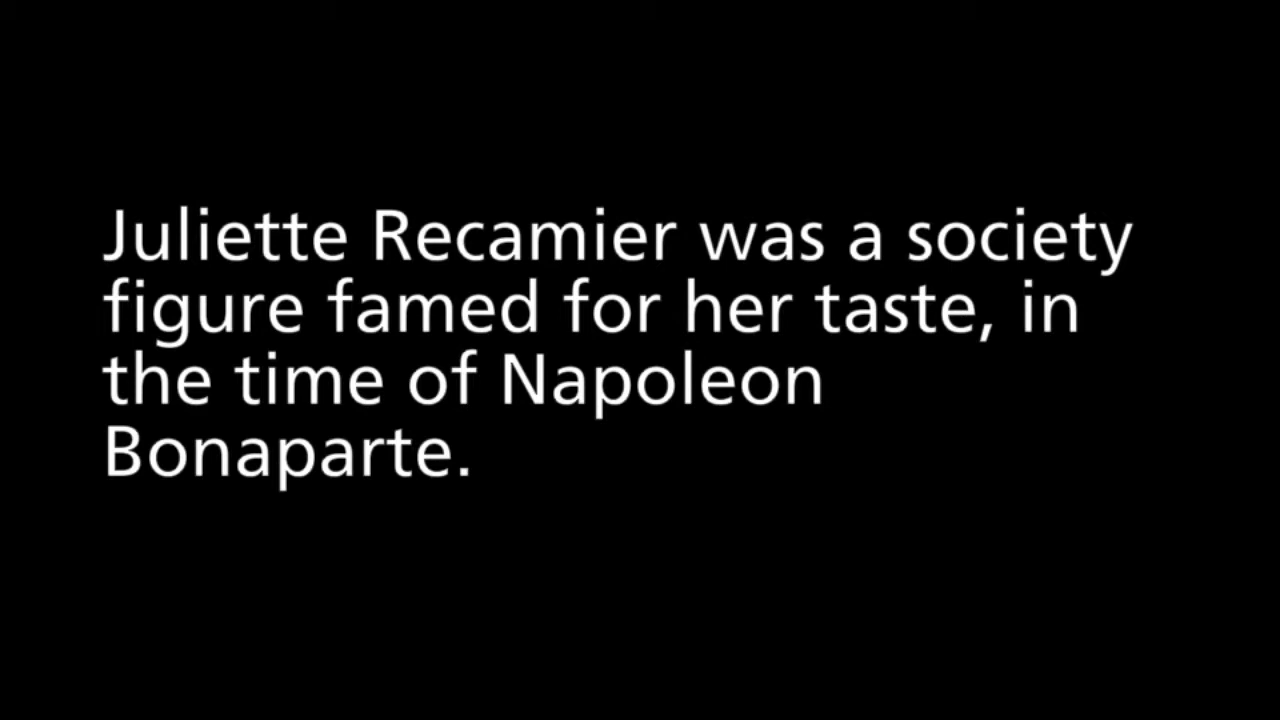 Juliette Recamier was a society
figure famed for her taste, in
the time of Napoleon
Bonaparte.